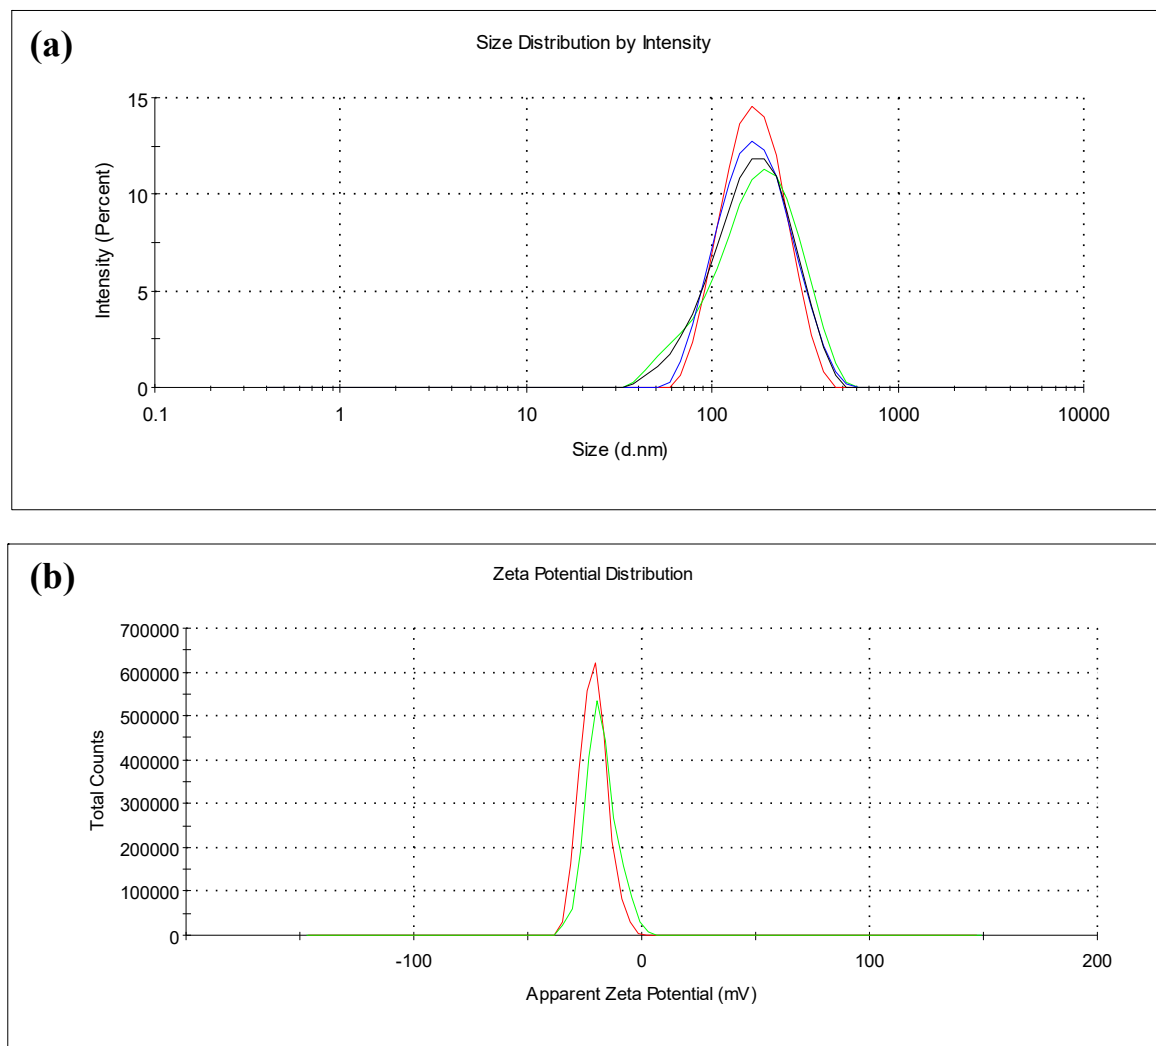 (a)
Size Distribution by Intensity
15
10
5
0
Intensity (Percent)
0.1 1 10 100 1000 10000
Size (d.nm)
(b)
Zeta Potential Distribution
700000
600000
500000
400000
300000
200000
100000
0
Total Counts
-100 0 100 200
Apparent Zeta Potential (mV)